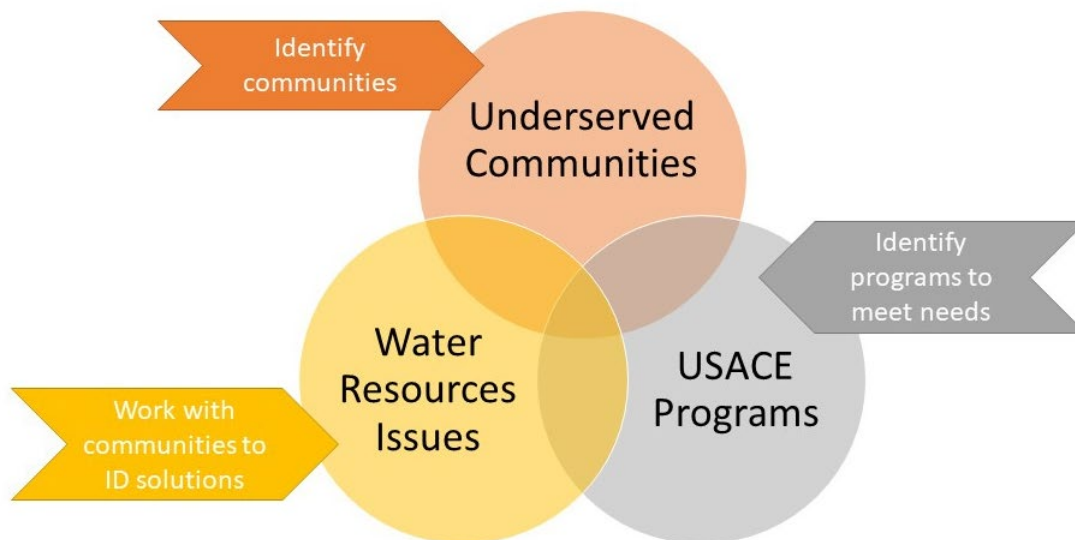 Identify
communities
Underserved
Communities
Identify
programs to
meet needs
Water
Resources
Issues
USACE
Programs
Work with
communities to
ID solutions